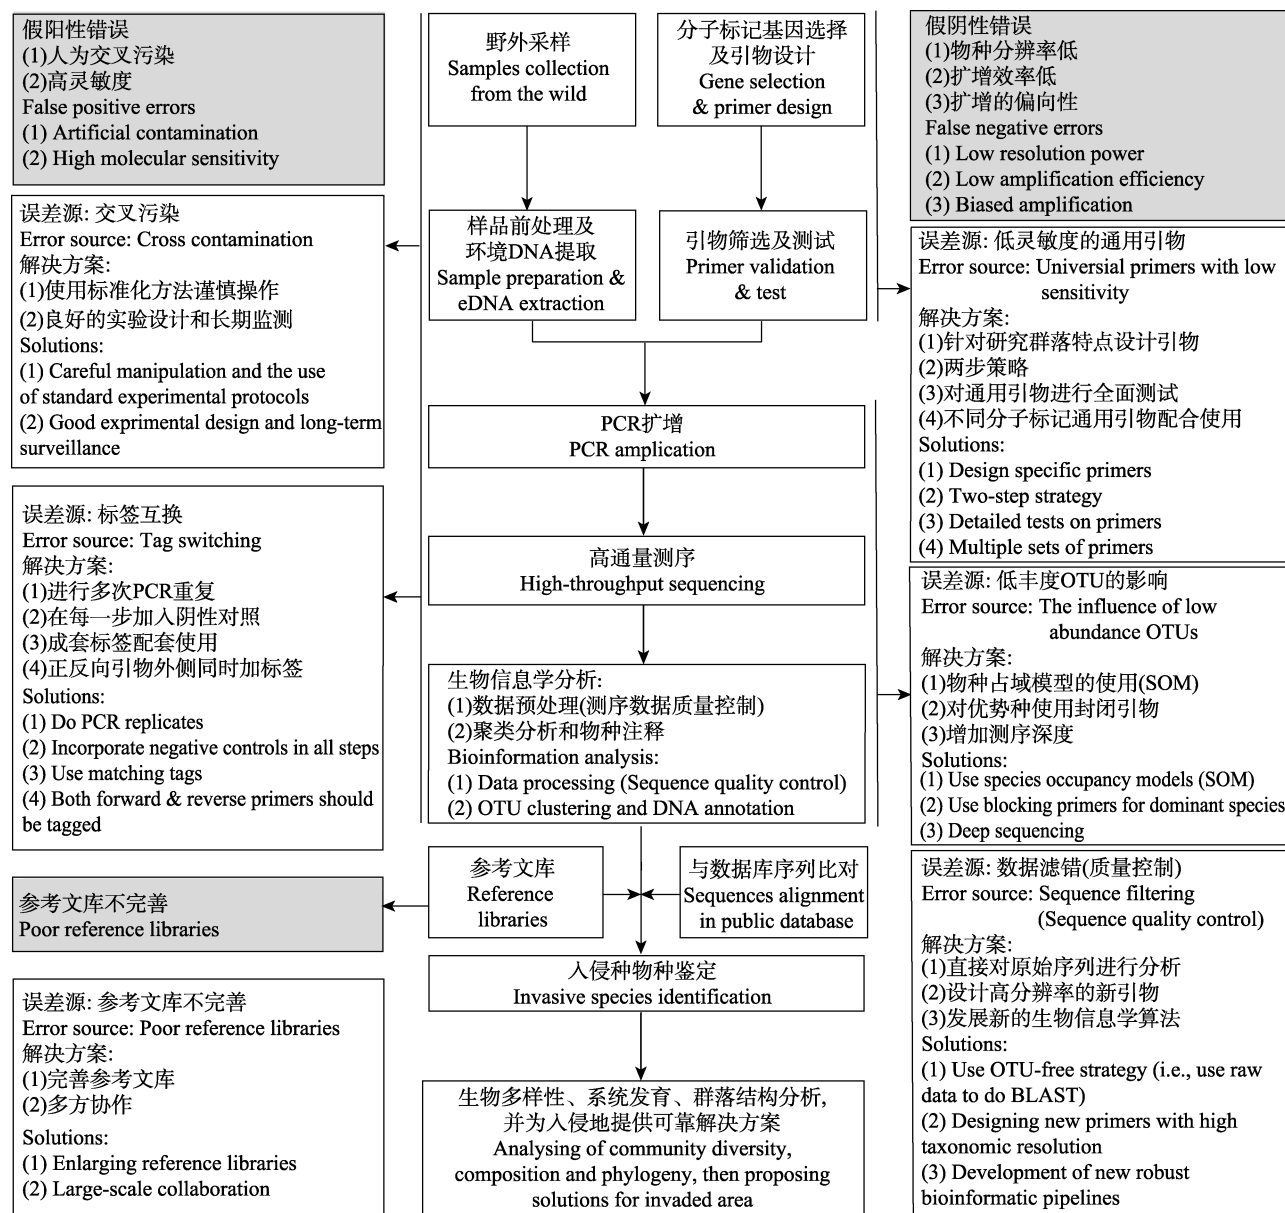 假阳性错误
(1)人为交叉污染
(2)高灵敏度
False positive errors
(1) Artificial contamination
(2) High molecular sensitivity
误差源: 交叉污染
Error source: Cross contamination
解决方案:
(1)使用标准化方法谨慎操作
(2)良好的实验设计和长期监测
Solutions:
(1) Careful manipulation and the use
of standard experimental protocols
(2) Good exprimental design and long-term
surveillance
误差源: 标签互换
Error source: Tag switching
解决方案:
(1)进行多次PCR重复
(2)在每一步加入阴性对照
(3)成套标签配套使用
(4)正反向引物外侧同时加标签
Solutions:
(1) Do PCR replicates
(2) Incorporate negative controls in all steps
(3) Use matching tags
(4) Both forward & reverse primers should
be tagged
参考文库不完善
Poor reference libraries
误差源: 参考文库不完善
Error source: Poor reference libraries
解决方案:
(1)完善参考文库
(2)多方协作
Solutions:
(1) Enlarging reference libraries
(2) Large-scale collaboration
野外采样
Samples collection
from the wild
分子标记基因选择
及引物设计
Gene selection
& primer design
样品前处理及
环境DNA提取
Sample preparation &
eDNA extraction
引物筛选及测试
Primer validation
& test
PCR扩增
PCR amplication
高通量测序
High-throughput sequencing
生物信息学分析:
(1)数据预处理(测序数据质量控制)
(2)聚类分析和物种注释
Bioinformation analysis:
(1) Data processing (Sequence quality control)
(2) OTU clustering and DNA annotation
参考文库
Reference
libraries
与数据库序列比对
Sequences alignment
in public database
入侵种物种鉴定
Invasive species identification
生物多样性、系统发育、群落结构分析,
并为入侵地提供可靠解决方案
Analysing of community diversity,
composition and phylogeny, then proposing
solutions for invaded area
假阴性错误
(1)物种分辨率低
(2)扩增效率低
(3)扩增的偏向性
False negative errors
(1) Low resolution power
(2) Low amplification efficiency
(3) Biased amplification
误差源: 低灵敏度的通用引物
Error source: Universial primers with low
sensitivity
解决方案:
(1)针对研究群落特点设计引物
(2)两步策略
(3)对通用引物进行全面测试
(4)不同分子标记通用引物配合使用
Solutions:
(1) Design specific primers
(2) Two-step strategy
(3) Detailed tests on primers
(4) Multiple sets of primers
误差源: 低丰度OTU的影响
Error source: The influence of low
abundance OTUs
解决方案:
(1)物种占域模型的使用(SOM)
(2)对优势种使用封闭引物
(3)增加测序深度
Solutions:
(1) Use species occupancy models (SOM)
(2) Use blocking primers for dominant species
(3) Deep sequencing
误差源: 数据滤错(质量控制)
Error source: Sequence filtering
(Sequence quality control)
解决方案:
(1)直接对原始序列进行分析
(2)设计高分辨率的新引物
(3)发展新的生物信息学算法
Solutions:
(1) Use OTU-free strategy (i.e., use raw
data to do BLAST)
(2) Designing new primers with high
taxonomic resolution
(3) Development of new robust
bioinformatic pipelines